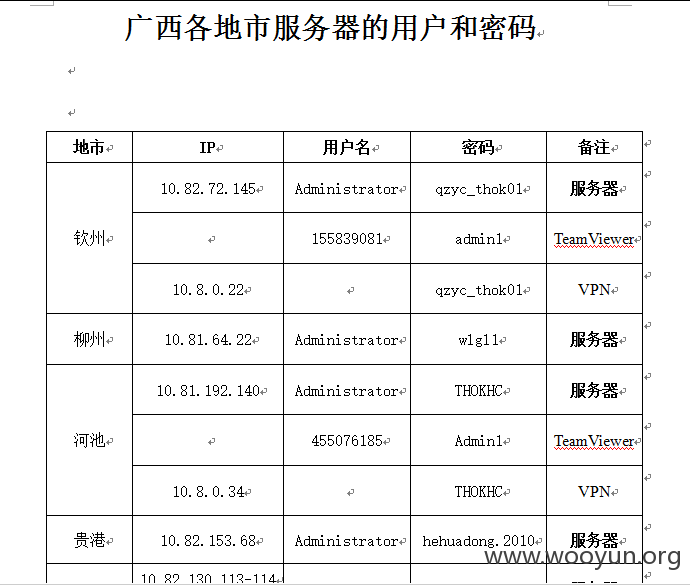 广西各地市服务器的用户和密码
地市 IP 用户名 密码 备注
钦州 10.82.72.145 Administrator qzyc_thok01 服务器
155839081 admin1 TeamViewer
10.8.0.22 qzyc_thok01 VPN
柳州 10.81.64.22 Administrator w1g11 服务器
河池 10.81.192.140 Administrator THOKHC 服务器
455076185 Admin1 TeamViewer
10.8.0.34 THOKHC VPN
贵港 10.82.153.68 Administrator hehuadong.2010 服务器
10.82.130.113-114
www.wooyun.org